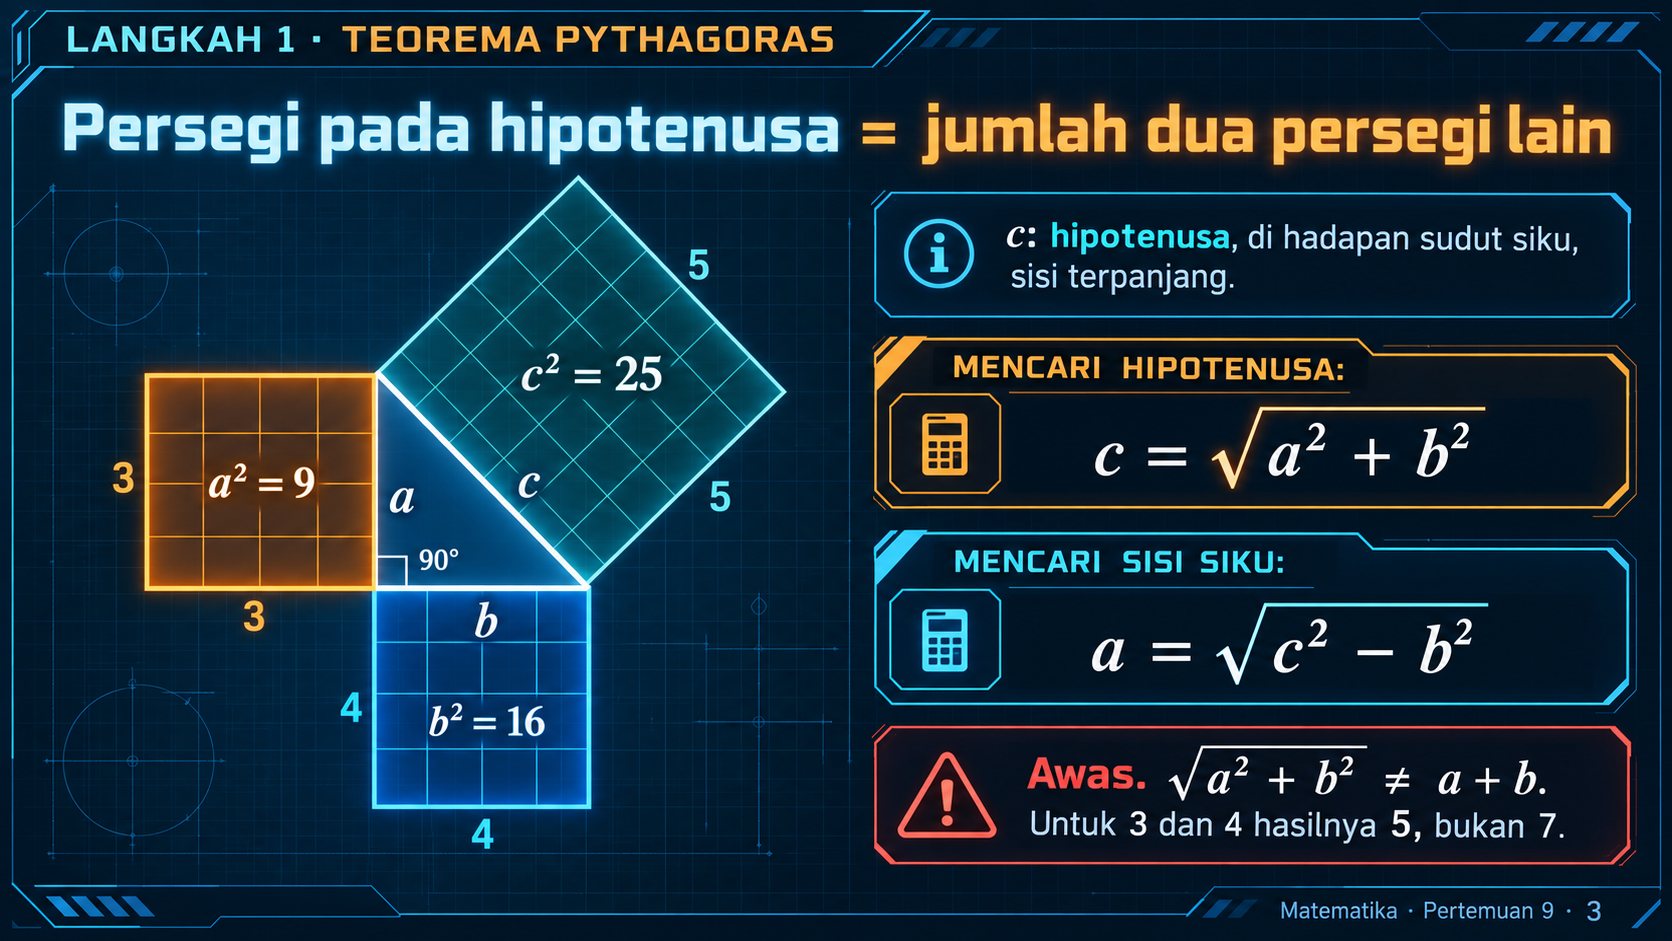 LANGKAH 1 · TEOREMA PYTHAGORAS
Persegi pada hipotenusa = jumlah dua persegi lain
5
c² = 25
5
c
3
a² = 9
a
90°
3
b
4
b² = 16
4
c: hipotenusa, di hadapan sudut siku,
sisi terpanjang.
MENCARI HIPOTENUSA:
c = √(a² + b²)
MENCARI SISI SIKU:
a = √(c² − b²)
Awas. √(a² + b²) ≠ a + b.
Untuk 3 dan 4 hasilnya 5, bukan 7.
Matematika · Pertemuan 9 · 3